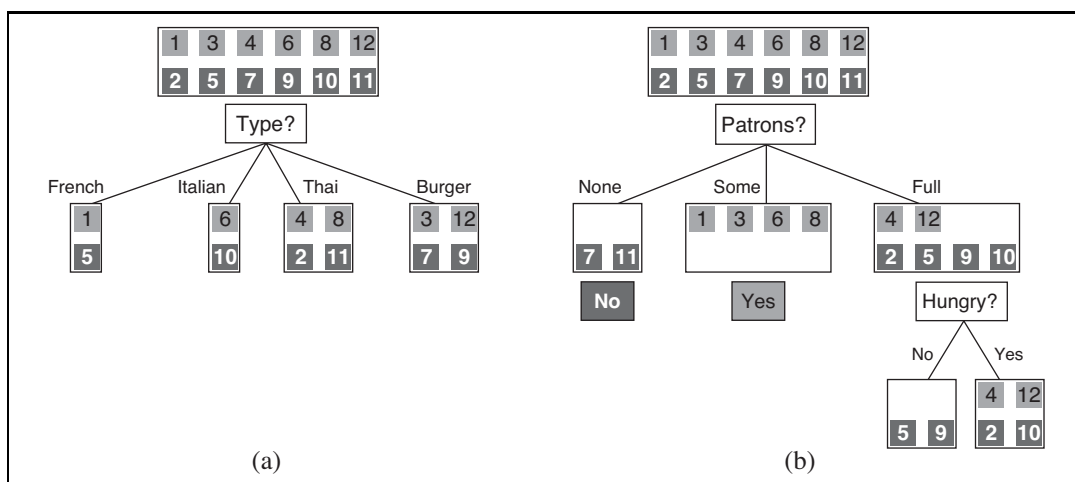 1 3 4 6 8 12
2 5 7 9 10 11
Type?
French Italian Thai Burger
1 6 4 8 3 12
5 10 2 11 7 9
(a)
1 3 4 6 8 12
2 5 7 9 10 11
Patrons?
None Some Full
1 3 6 8 4 12
7 11 2 5 9 10
No Yes Hungry?
No Yes
4 12
5 9 2 10
(b)